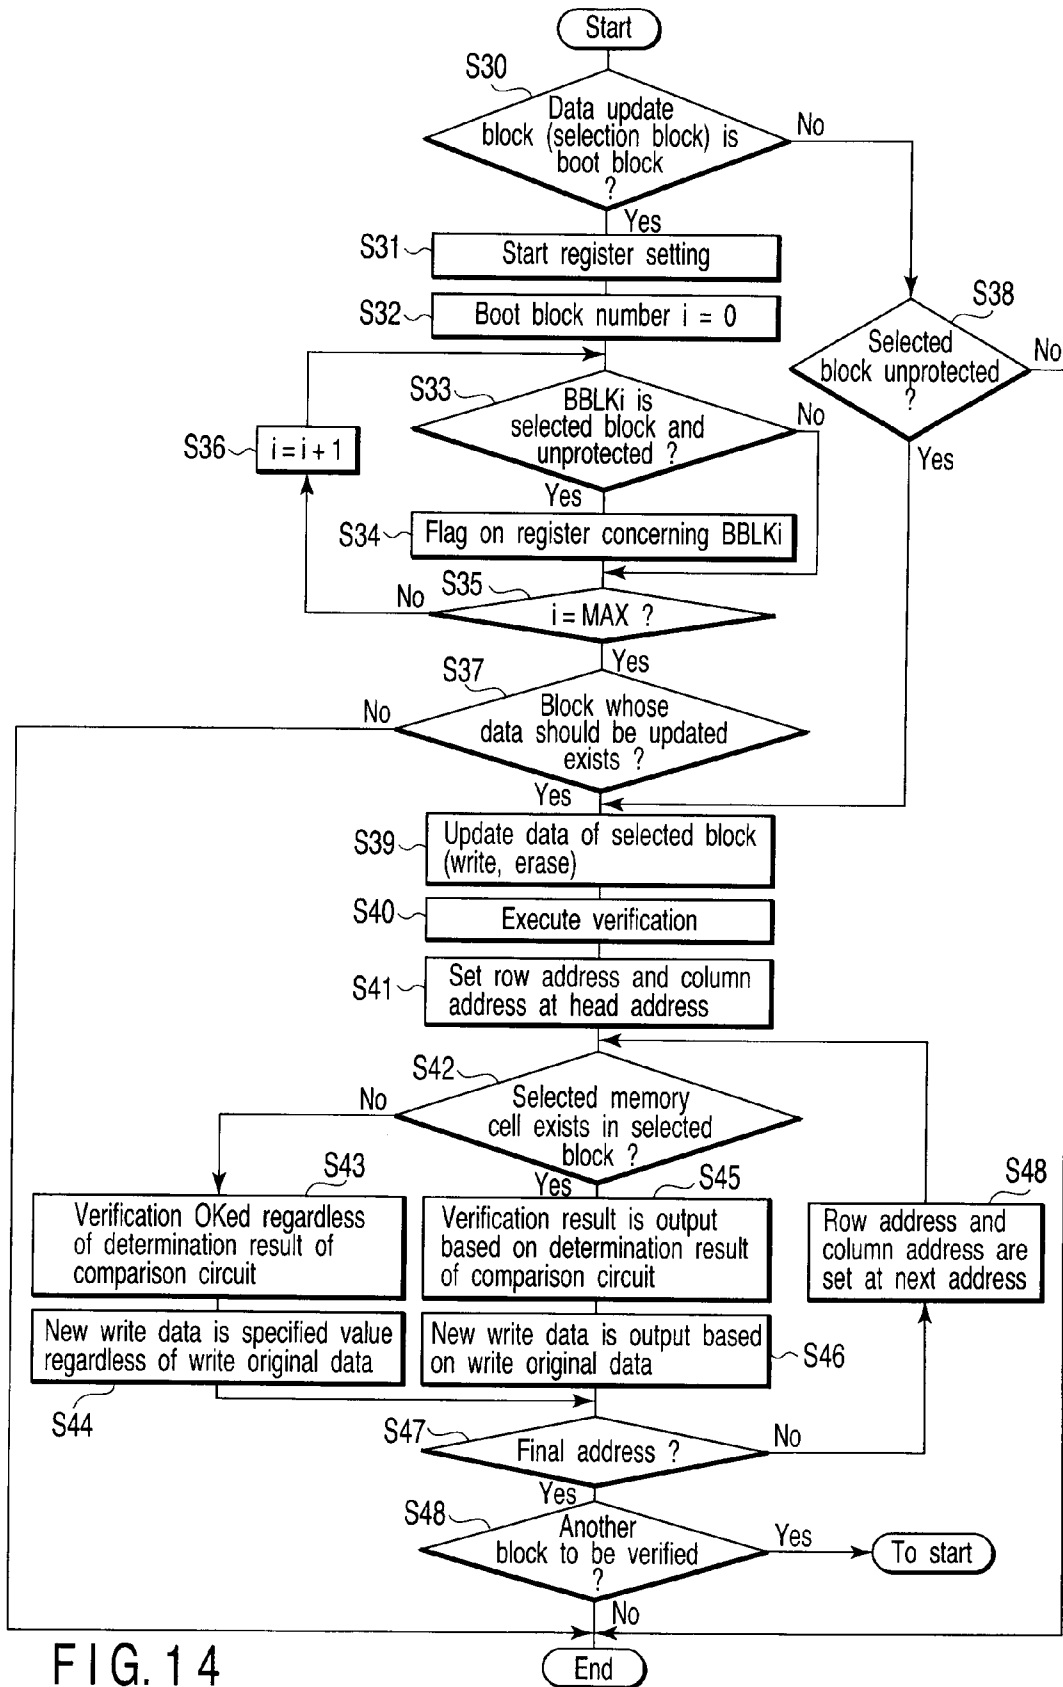 Start
S30
Data update
block (selection block) is
boot block
?
No
Yes
S31
Start register setting
S32
Boot block number i = 0
S38
Selected
block unprotected
?
No
Yes
S33
BBLKi is
selected block and
unprotected ?
No
Yes
S36
i = i + 1
S34
Flag on register concerning BBLKi
S35
No
i = MAX ?
Yes
S37
No
Block whose
data should be updated
exists ?
Yes
S39
Update data of selected block
(write, erase)
S40
Execute verification
S41
Set row address and column
address at head address
S42
No
Selected memory
cell exists in selected
block ?
Yes
S43
Verification OKed regardless
of determination result of
comparison circuit
S45
Verification result is output
based on determination result
of comparison circuit
S48
Row address and
column address are
set at next address
New write data is specified value
regardless of write original data
S44
New write data is output based
on write original data
S46
S47
Final address ?
No
Yes
S48
Another
block to be verified
?
Yes
To start
No
End
FIG. 14